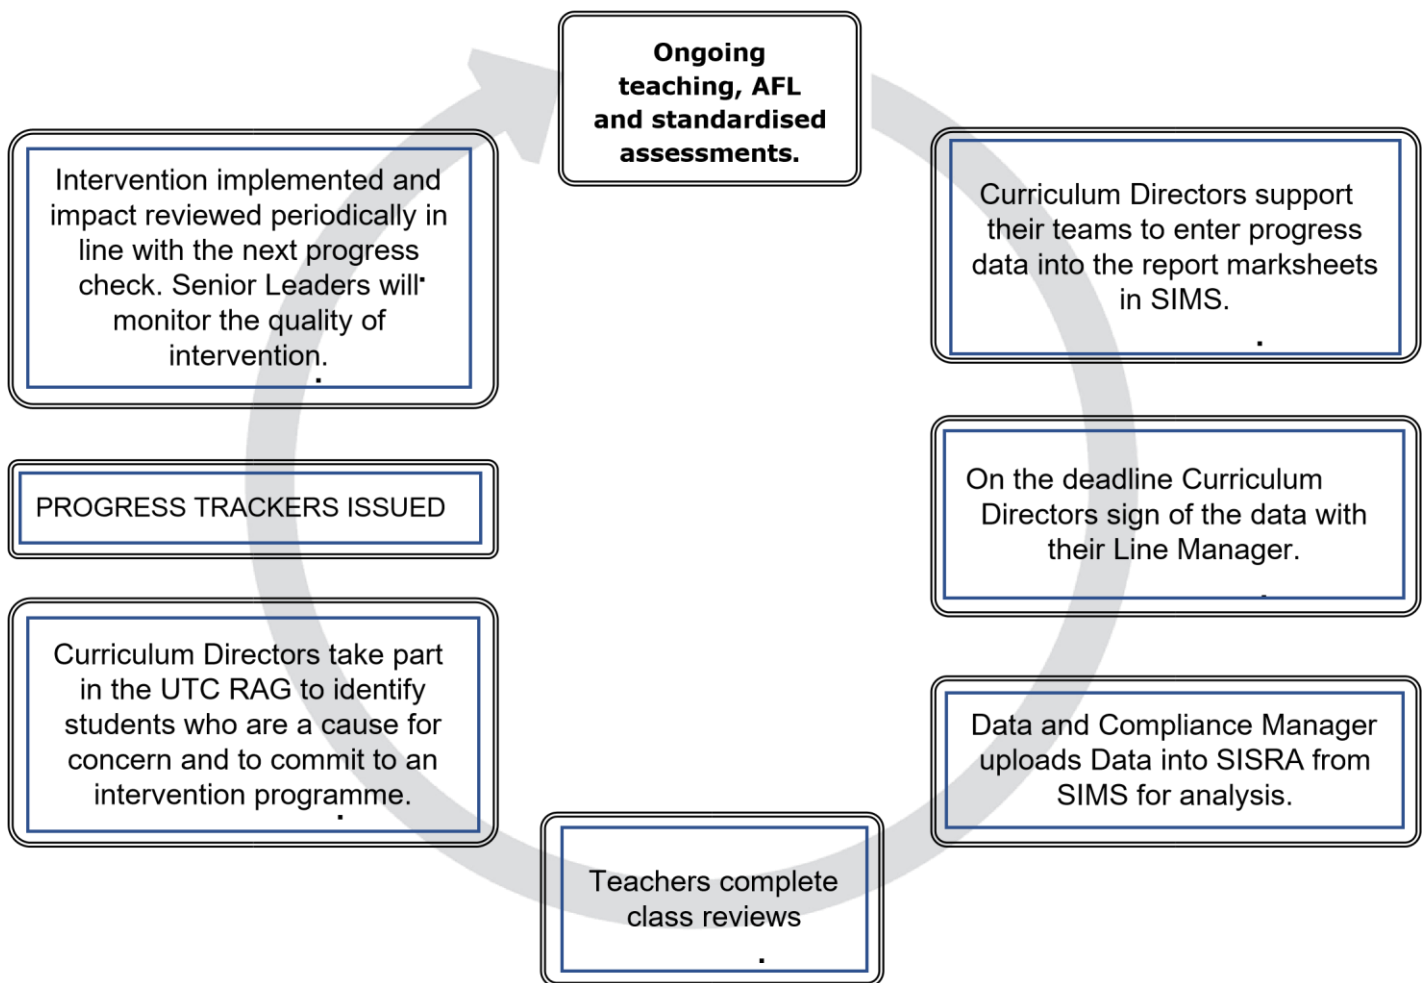 Ongoing
teaching, AFL
and standardised
assessments.
Curriculum Directors support
their teams to enter progress
data into the report marksheets
in SIMS.
.
On the deadline Curriculum
Directors sign of the data with
their Line Manager.
.
Data and Compliance Manager
uploads Data into SISRA from
SIMS for analysis.
Teachers complete
class reviews
.
Curriculum Directors take part
in the UTC RAG to identify
students who are a cause for
concern and to commit to an
intervention programme.
.
PROGRESS TRACKERS ISSUED
Intervention implemented and
impact reviewed periodically in
line with the next progress
check. Senior Leaders will.
monitor the quality of
intervention.
.